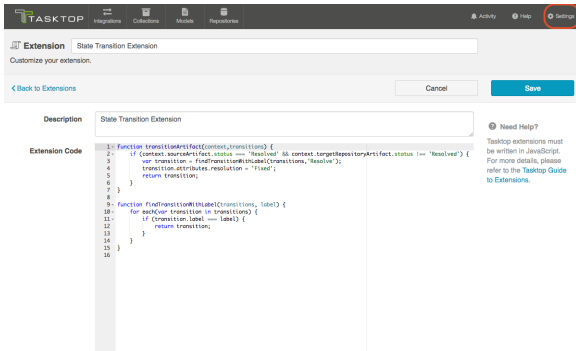 TASKTOP
Integrations Collections Models Repositories Activity Help Settings
Extension State Transition Extension
Customize your extension.
Back to Extensions Cancel Save
Description State Transition Extension
Need Help?
Tasktop extensions must
be written in JavaScript.
For more details, please
refer to the Tasktop Guide
to Extensions.
Extension Code
1 function transitionArtifact(context,transitions) {
2 if (context.sourceArtifact.status === 'Resolved' && context.targetRepositoryArtifact.status !== 'Resolved') {
3 var transition = findTransitionWithLabel(transitions,'Resolve');
4 transition.attributes.resolution = 'Fixed';
5 return transition;
6 }
7 }
8
9 function findTransitionWithLabel(transitions, label) {
10 for each(var transition in transitions) {
11 if (transition.label === label) {
12 return transition;
13 }
14 }
15 }
16